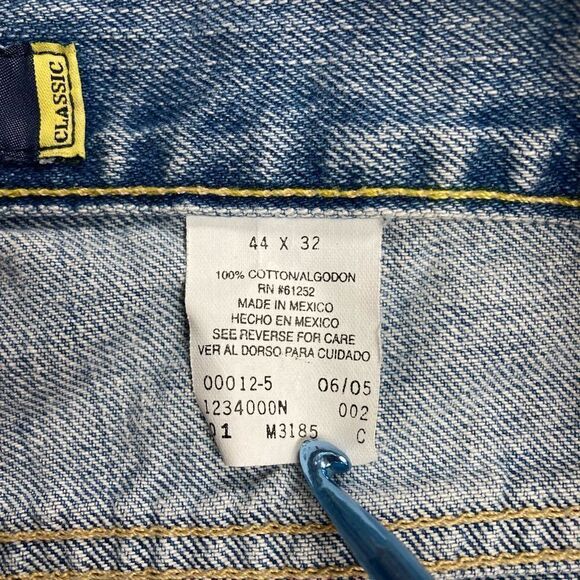 CLASSIC
44 X 32
100% COTTON/ALGODON
RN #61252
MADE IN MEXICO
HECHO EN MEXICO
SEE REVERSE FOR CARE
VER AL DORSO PARA CUIDADO
00012-5 06/05
1234000N 002
01 M3185 C